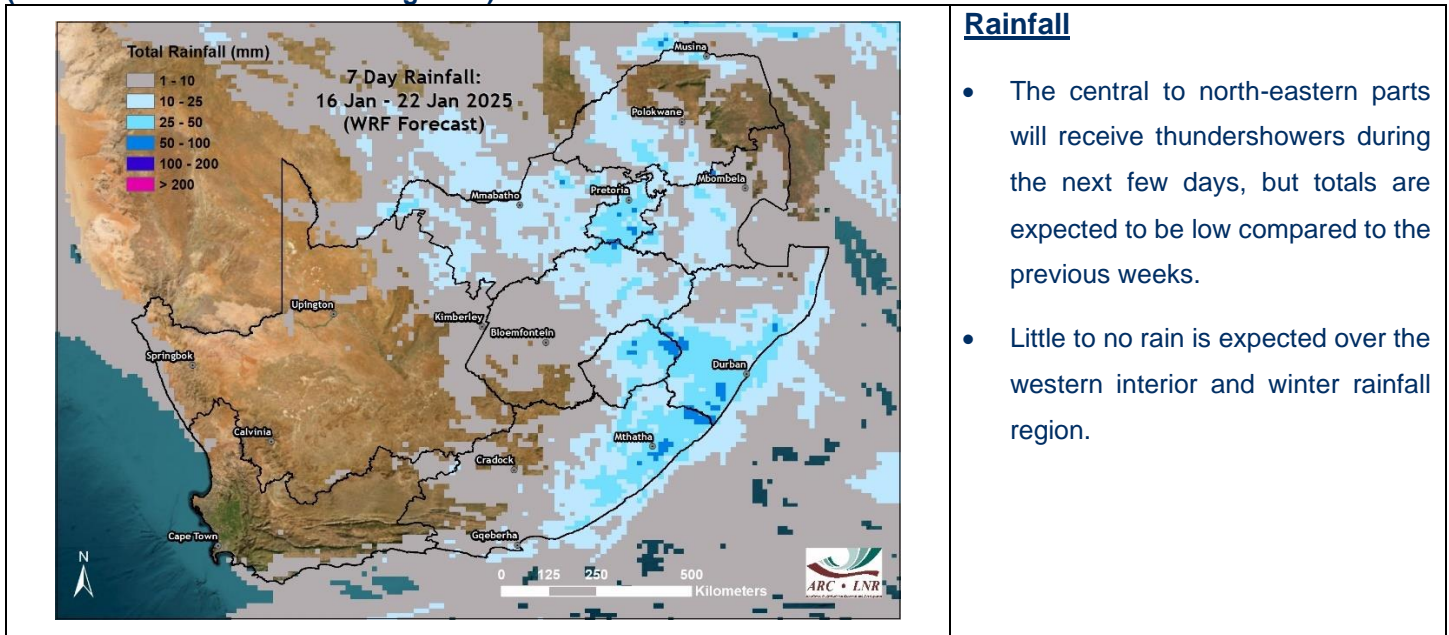 Total Rainfall (mm)
1 - 10
10 - 25
25 - 50
50 - 100
100 - 200
> 200
7 Day Rainfall:
16 Jan - 22 Jan 2025
(WRF Forecast)
Musina
Polokwane
Mbombela
Pretoria
Mmabatho
Upington
Kimberley
Bloemfontein
Springbok
Durban
Calvinia
Mthatha
Cradock
Cape Town
Gqeberha
N
0 125 250 500
Kilometers
ARC • LNR
Rainfall
• The central to north-eastern parts
will receive thundershowers during
the next few days, but totals are
expected to be low compared to the
previous weeks.
• Little to no rain is expected over the
western interior and winter rainfall
region.